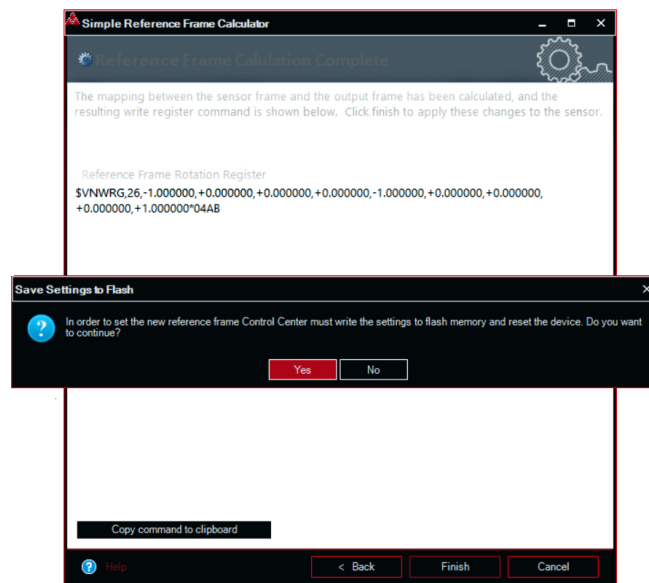 Simple Reference Frame Calculator
Reference Frame Calulation Complete
The mapping between the sensor frame and the output frame has been calculated, and the
resulting write register command is shown below. Click finish to apply these changes to the sensor.
Reference Frame Rotation Register
$VNWRG,26,-1.000000,+0.000000,+0.000000,+0.000000,-1.000000,+0.000000,+0.000000,
+0.000000,+1.000000*04AB
Save Settings to Flash
In order to set the new reference frame Control Center must write the settings to flash memory and reset the device. Do you want
to continue?
Yes No
Copy command to clipboard
Help < Back Finish Cancel